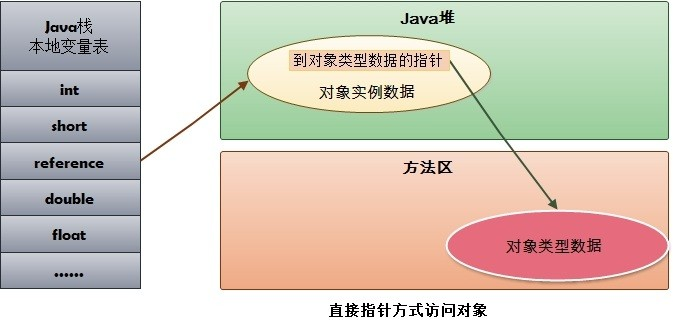 Java栈
本地变量表
int
short
reference
double
float
......
Java堆
到对象类型数据的指针
对象实例数据
方法区
对象类型数据
直接指针方式访问对象